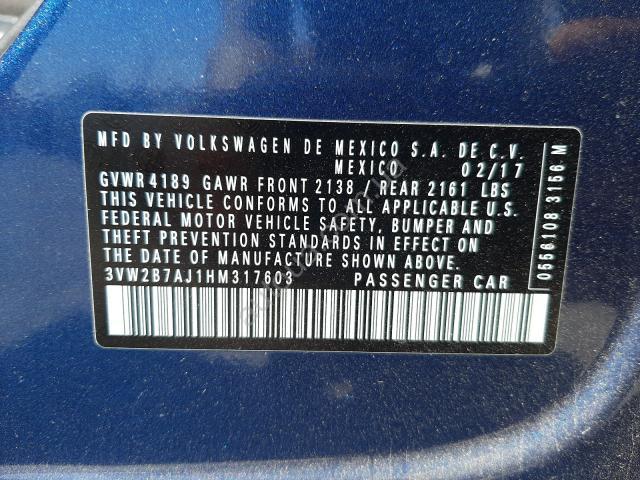 MFD BY VOLKSWAGEN DE MEXICO S.A. DE C.V.
MEXICO 02/17
GVWR 4189 GAWR FRONT 2138 / REAR 2161 LBS
THIS VEHICLE CONFORMS TO ALL APPLICABLE U.S.
FEDERAL MOTOR VEHICLE SAFETY, BUMPER AND
THEFT PREVENTION STANDARDS IN EFFECT ON
THE DATE OF MANUFACTURE SHOWN ABOVE.
3VW2B7AJ1HM317603 PASSENGER CAR
0556108 3156 M